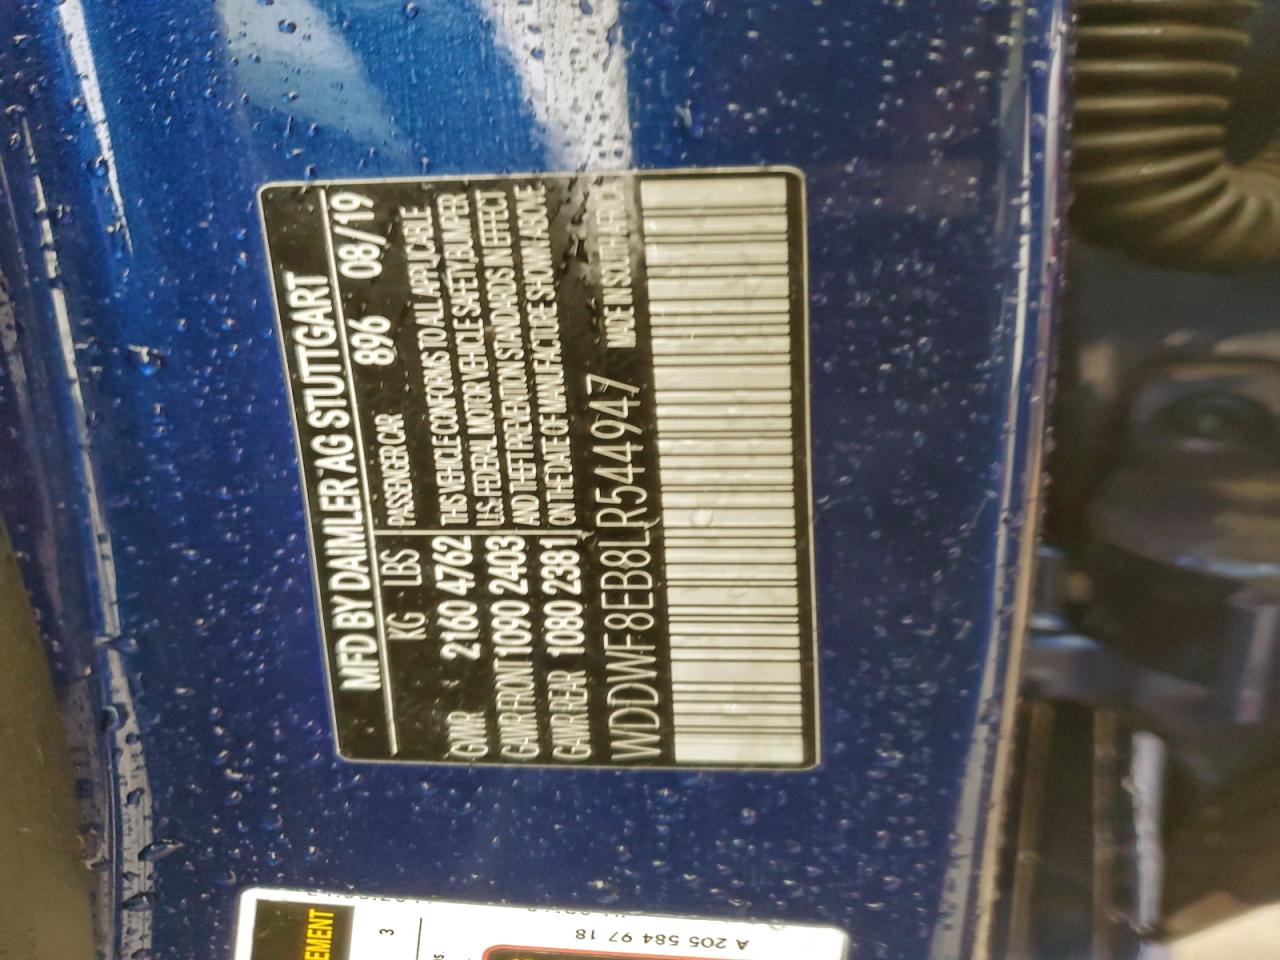 MFD BY DAIMLER AG STUTTGART
896 08/19
KG LBS PASSENGER CAR
GVWR 2160 4762
GAWR FRONT 1090 2403
GAWR REAR 1080 2381
THIS VEHICLE CONFORMS TO ALL APPLICABLE
U.S. FEDERAL MOTOR VEHICLE SAFETY, BUMPER
AND THEFT PREVENTION STANDARDS IN EFFECT
ON THE DATE OF MANUFACTURE SHOWN ABOVE
WDDWF8EB8LR544947 MADE IN SOUTH AFRICA
EMENT
3
A 205 584 97 18